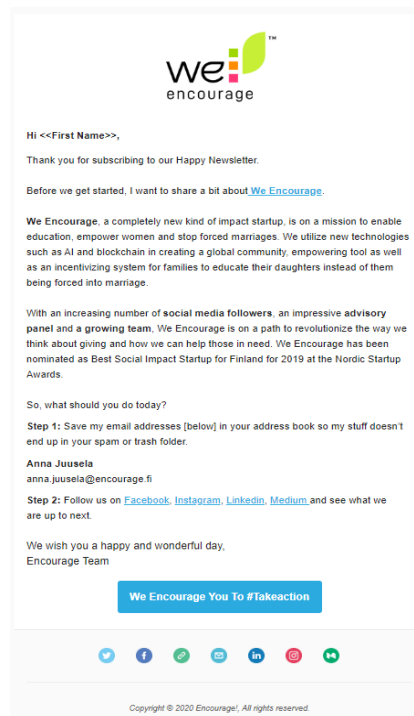 we
TM
encourage
Hi <<First Name>>,
Thank you for subscribing to our Happy Newsletter.
Before we get started, I want to share a bit about We Encourage.
We Encourage, a completely new kind of impact startup, is on a mission to enable
education, empower women and stop forced marriages. We utilize new technologies
such as AI and blockchain in creating a global community, empowering tool as well
as an incentivizing system for families to educate their daughters instead of them
being forced into marriage.
With an increasing number of social media followers, an impressive advisory
panel and a growing team, We Encourage is on a path to revolutionize the way we
think about giving and how we can help those in need. We Encourage has been
nominated as Best Social Impact Startup for Finland for 2019 at the Nordic Startup
Awards.
So, what should you do today?
Step 1: Save my email addresses [below] in your address book so my stuff doesn't
end up in your spam or trash folder.
Anna Juusela
anna.juusela@encourage.fi
Step 2: Follow us on Facebook, Instagram, Linkedin, Medium and see what we
are up to next.
We wish you a happy and wonderful day,
Encourage Team
We Encourage You To #Takeaction
Copyright © 2020 Encourage!, All rights reserved.